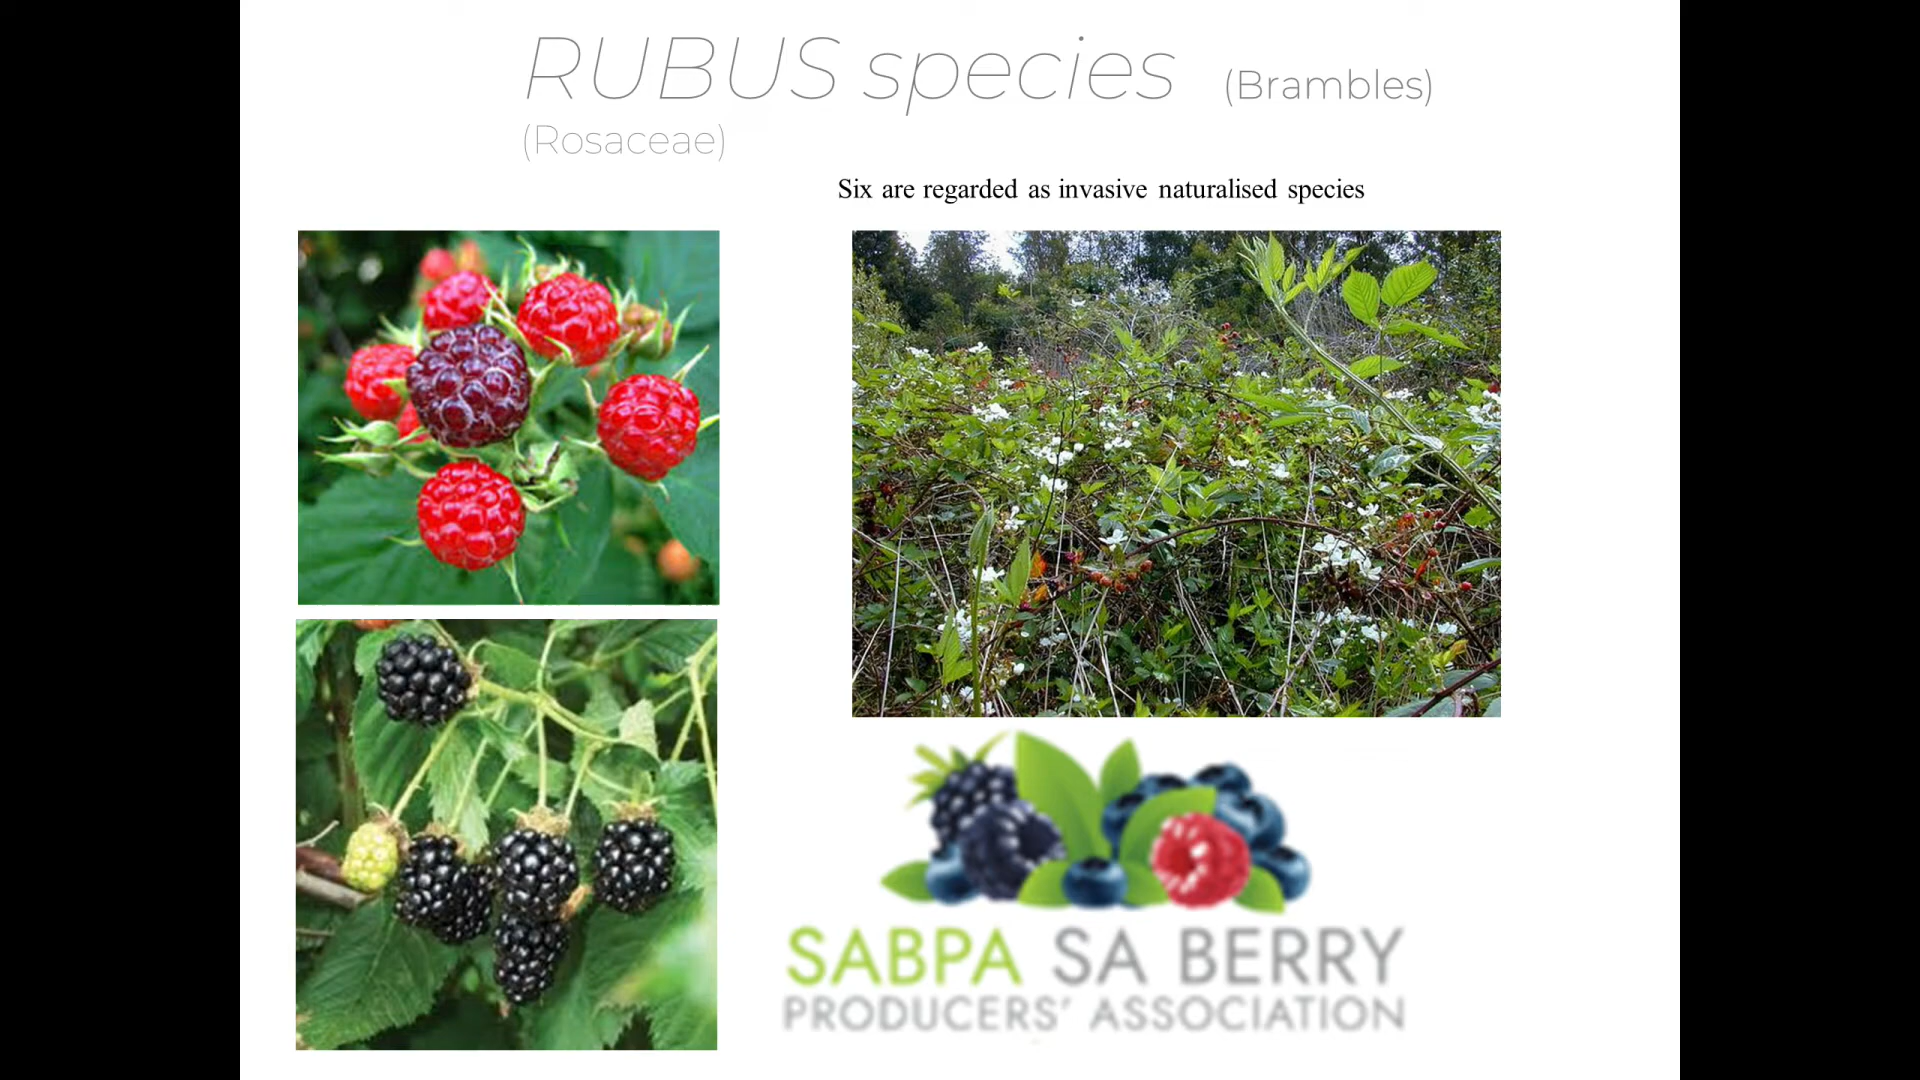 RUBUS species (Brambles)
(Rosaceae)
Six are regarded as invasive naturalised species
SABPA SA BERRY
PRODUCERS' ASSOCIATION